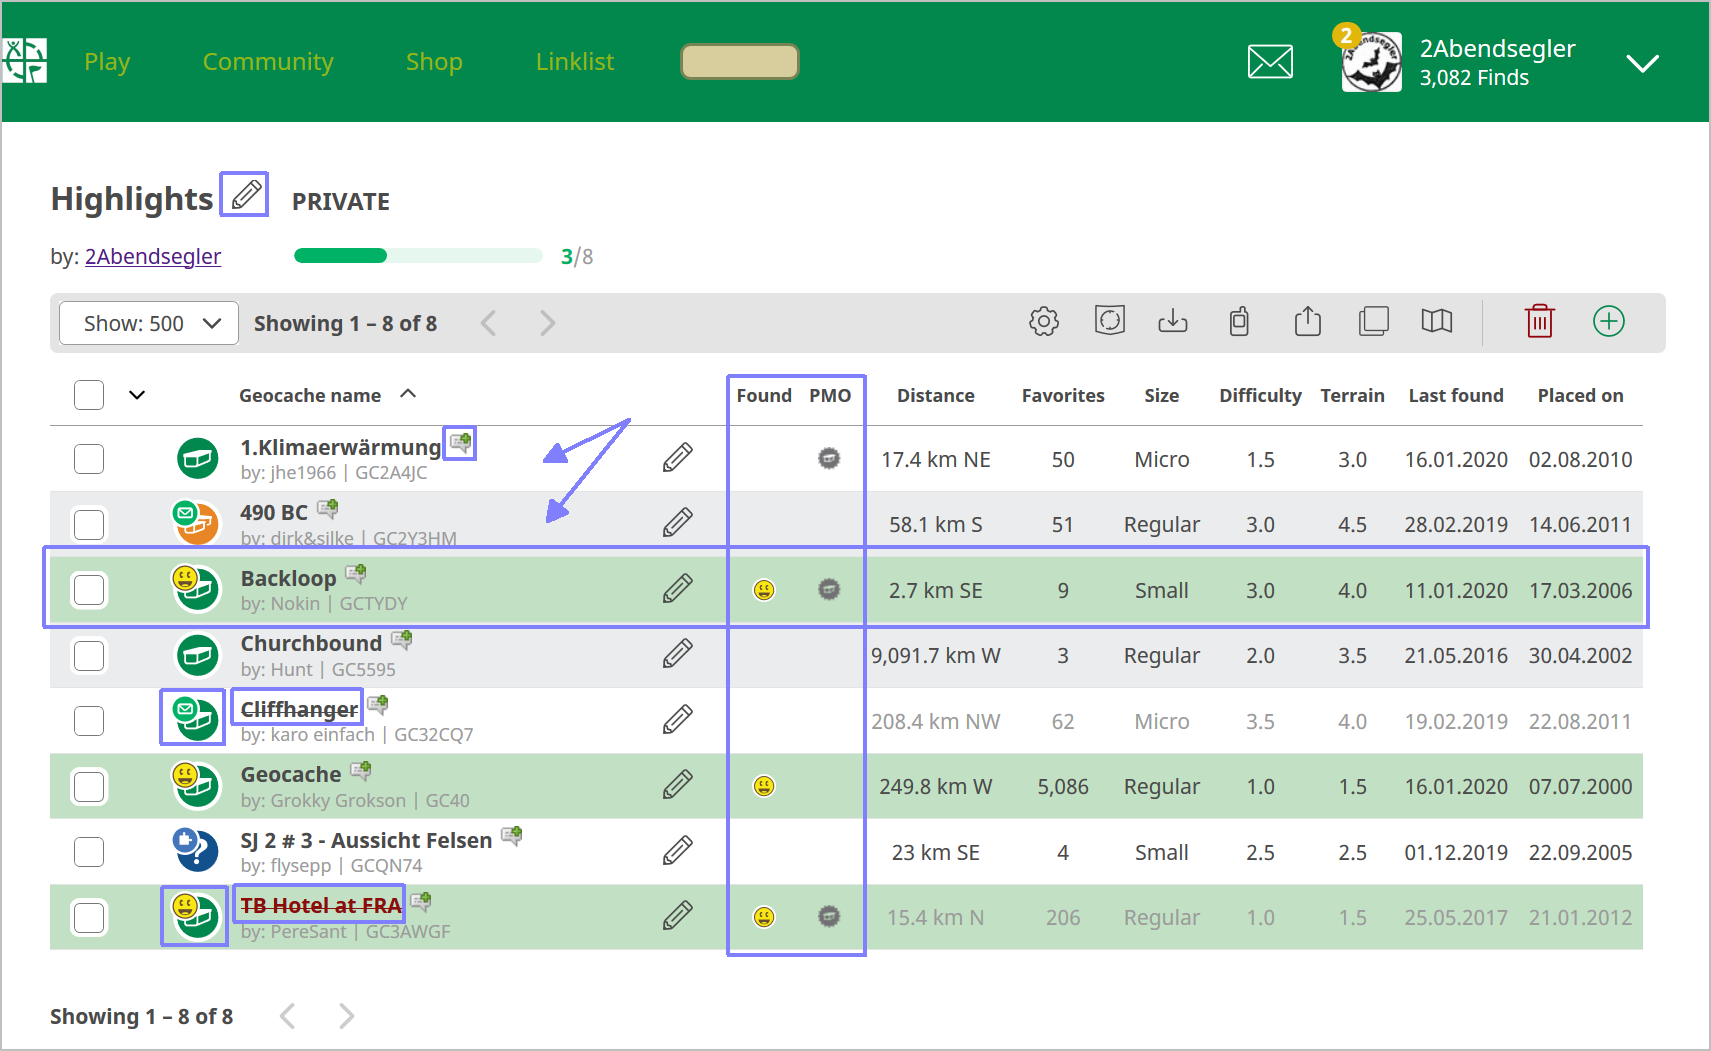 Play Community Shop Linklist
2 2Abendsegler
3,082 Finds
Highlights PRIVATE
by: 2Abendsegler 3/8
Show: 500 Showing 1 – 8 of 8
Geocache name Found PMO Distance Favorites Size Difficulty Terrain Last found Placed on
1.Klimaerwärmung
by: jhe1966 | GC2A4JC 17.4 km NE 50 Micro 1.5 3.0 16.01.2020 02.08.2010
490 BC
by: dirk&silke | GC2Y3HM 58.1 km S 51 Regular 3.0 4.5 28.02.2019 14.06.2011
Backloop
by: Nokin | GCTYDY 2.7 km SE 9 Small 3.0 4.0 11.01.2020 17.03.2006
Churchbound
by: Hunt | GC5595 9,091.7 km W 3 Regular 2.0 3.5 21.05.2016 30.04.2002
Cliffhanger
by: karo einfach | GC32CQ7 208.4 km NW 62 Micro 3.5 4.0 19.02.2019 22.08.2011
Geocache
by: Grokky Grokson | GC40 249.8 km W 5,086 Regular 1.0 1.5 16.01.2020 07.07.2000
SJ 2 # 3 - Aussicht Felsen
by: flysepp | GCQN74 23 km SE 4 Small 2.5 2.5 01.12.2019 22.09.2005
TB Hotel at FRA
by: PereSant | GC3AWGF 15.4 km N 206 Regular 1.0 1.5 25.05.2017 21.01.2012
Showing 1 – 8 of 8